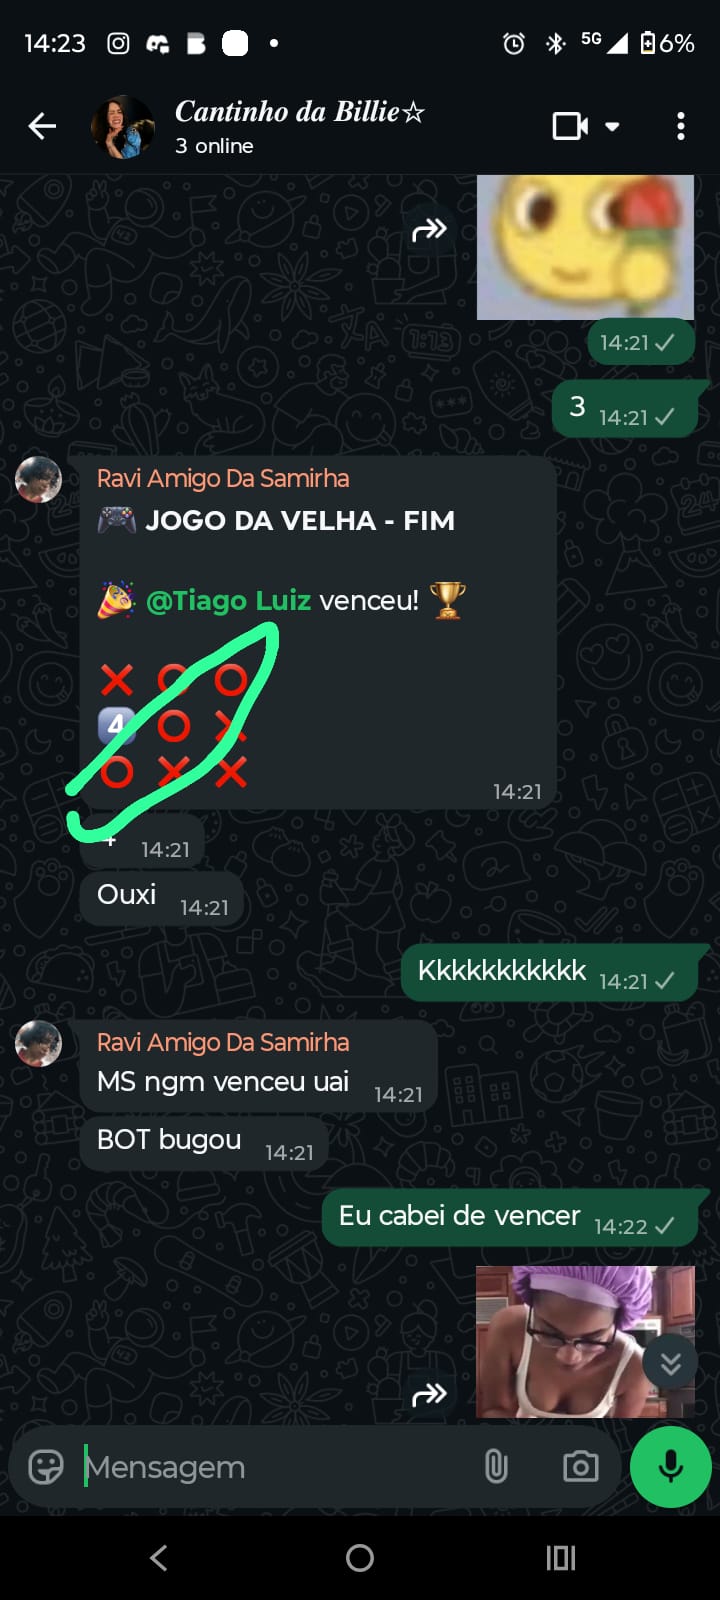 14:23
5G
6%
Cantinho da Billie☆
3 online
14:21
3 14:21
Ravi Amigo Da Samirha
🎮 JOGO DA VELHA - FIM
🎉 @Tiago Luiz venceu! 🏆
❌ ⭕ ⭕
4️⃣ ⭕ ❌
⭕ ❌ ❌
14:21
14:21
Ouxi 14:21
Kkkkkkkkkkk 14:21
Ravi Amigo Da Samirha
MS ngm venceu uai 14:21
BOT bugou 14:21
Eu cabei de vencer 14:22
Mensagem